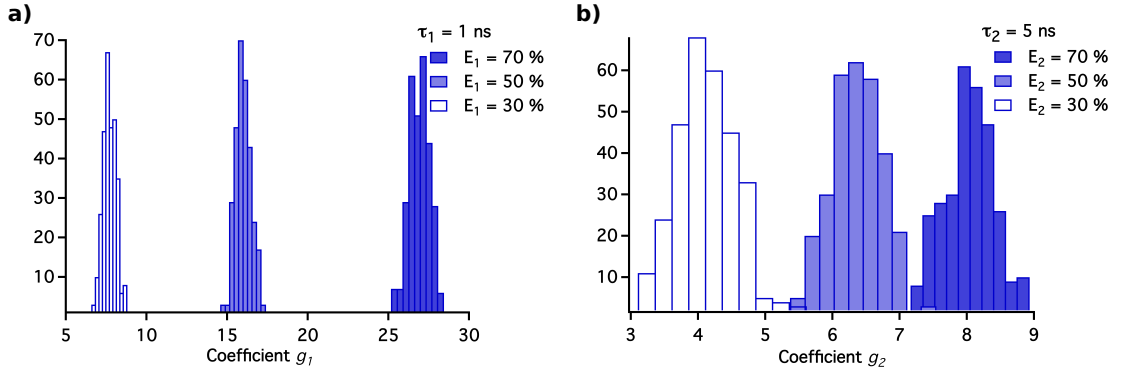 a)
τ1 = 1 ns
E1 = 70 %
E1 = 50 %
E1 = 30 %
70
60
50
40
30
20
10
5 10 15 20 25 30
Coefficient g1
b)
τ2 = 5 ns
E2 = 70 %
E2 = 50 %
E2 = 30 %
60
50
40
30
20
10
3 4 5 6 7 8 9
Coefficient g2